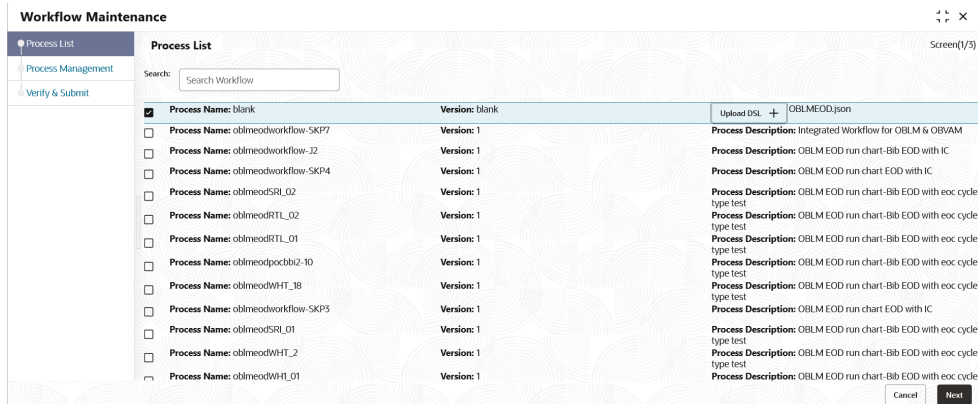 Workflow Maintenance
Process List
Process Management
Verify & Submit
Process List
Screen(1/3)
Search:
Search Workflow
Process Name: blank Version: blank Upload DSL + OBLMEOD.json
Process Name: oblmeodworkflow-SKP7 Version: 1 Process Description: Integrated Workflow for OBLM & OBVAM
Process Name: oblmeodworkflow-J2 Version: 1 Process Description: OBLM EOD run chart-Bib EOD with IC
Process Name: oblmeodworkflow-SKP4 Version: 1 Process Description: OBLM EOD run chart EOD with IC
Process Name: oblmeodSRI_02 Version: 1 Process Description: OBLM EOD run chart-Bib EOD with eoc cycle
type test
Process Name: oblmeodRTL_02 Version: 1 Process Description: OBLM EOD run chart-Bib EOD with eoc cycle
type test
Process Name: oblmeodRTL_01 Version: 1 Process Description: OBLM EOD run chart-Bib EOD with eoc cycle
type test
Process Name: oblmeodpocbbi2-10 Version: 1 Process Description: OBLM EOD run chart-Bib EOD with eoc cycle
type test
Process Name: oblmeodWHT_18 Version: 1 Process Description: OBLM EOD run chart-Bib EOD with eoc cycle
type test
Process Name: oblmeodworkflow-SKP3 Version: 1 Process Description: OBLM EOD run chart EOD with IC
Process Name: oblmeodSRI_01 Version: 1 Process Description: OBLM EOD run chart-Bib EOD with eoc cycle
type test
Process Name: oblmeodWHT_2 Version: 1 Process Description: OBLM EOD run chart-Bib EOD with eoc cycle
type test
Process Name: oblmeodWHT_01 Version: 1 Process Description: OBLM EOD run chart-Bib EOD with eoc cycle
Cancel Next